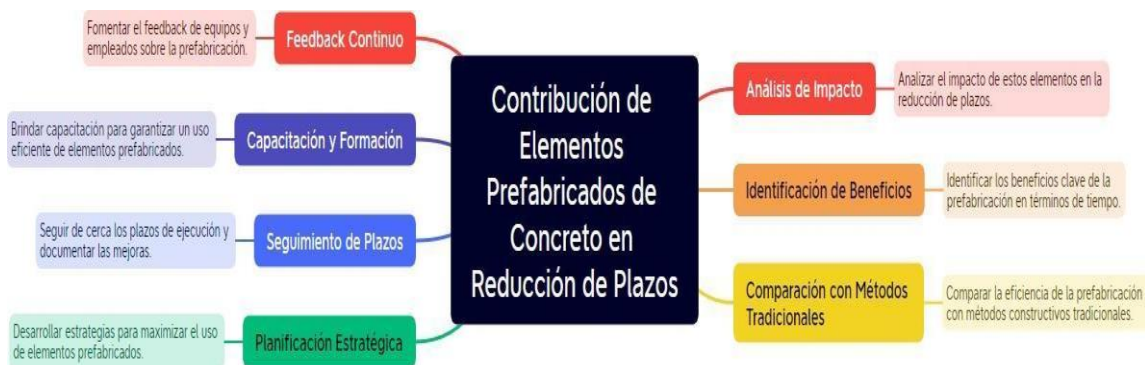 Contribución de
Elementos
Prefabricados de
Concreto en
Reducción de Plazos
Análisis de Impacto
Analizar el impacto de estos elementos en la
reducción de plazos.
Identificación de Beneficios
Identificar los beneficios clave de la
prefabricación en términos de tiempo.
Comparación con Métodos
Tradicionales
Comparar la eficiencia de la prefabricación
con métodos constructivos tradicionales.
Feedback Continuo
Fomentar el feedback de equipos y
empleados sobre la prefabricación.
Capacitación y Formación
Brindar capacitación para garantizar un uso
eficiente de elementos prefabricados.
Seguimiento de Plazos
Seguir de cerca los plazos de ejecución y
documentar las mejoras.
Planificación Estratégica
Desarrollar estrategias para maximizar el uso
de elementos prefabricados.